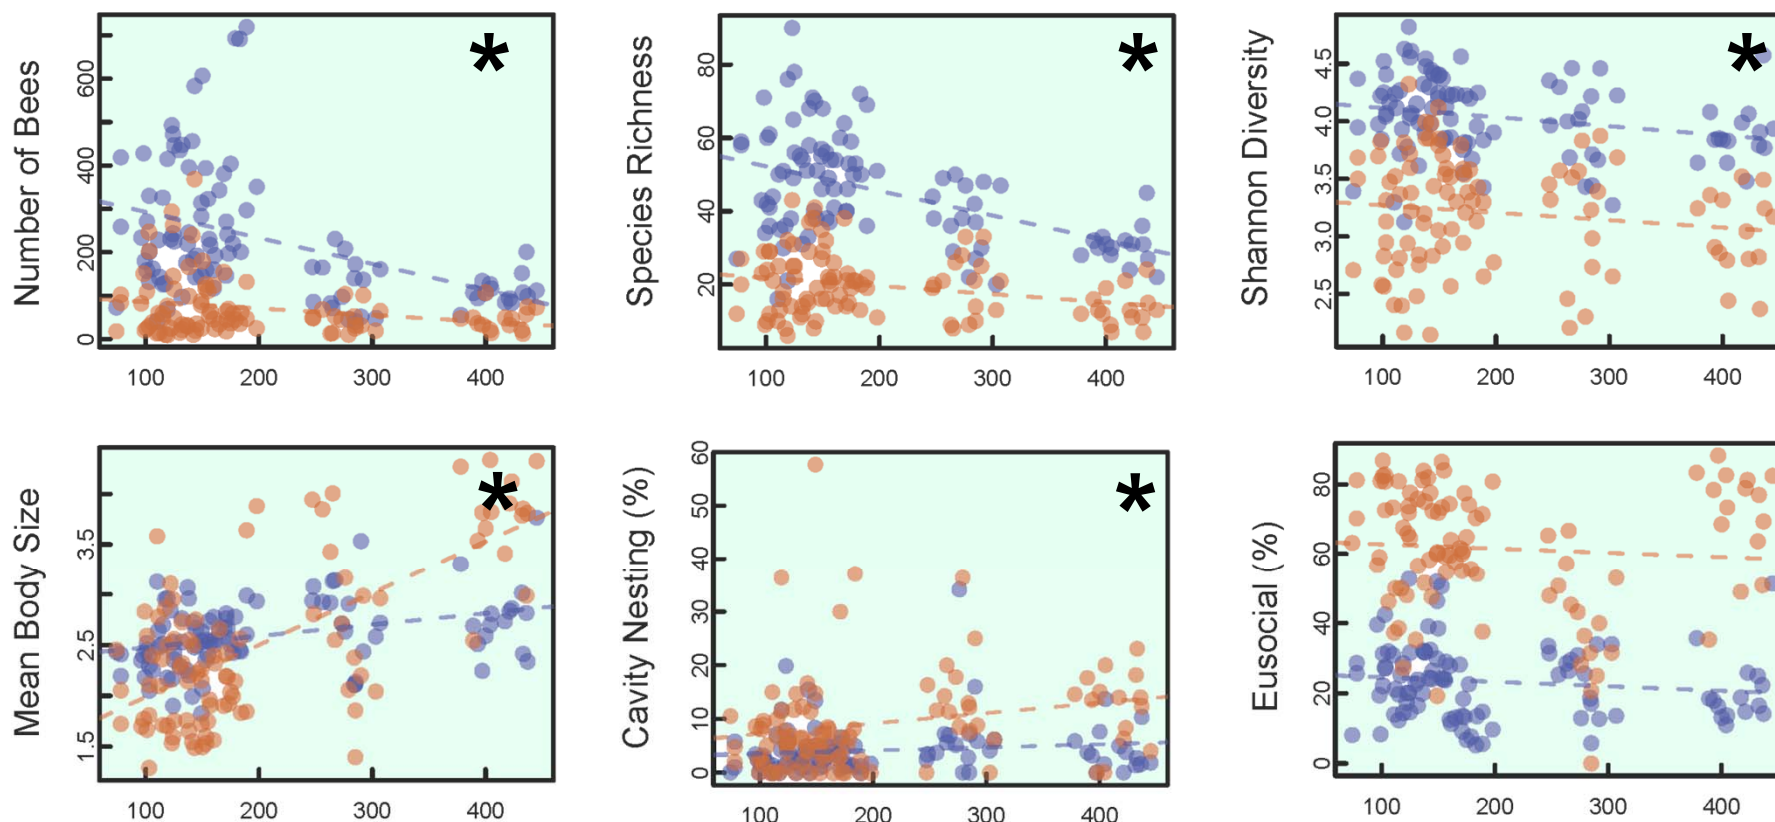 Number of Bees
0
2000
4000
6000
100 200 300 400
*
Species Richness
20
40
60
80
100 200 300 400
*
Shannon Diversity
2.5
3.0
3.5
4.0
4.5
100 200 300 400
*
Mean Body Size
1.5
2.5
3.5
100 200 300 400
*
Cavity Nesting (%)
0
10
20
30
40
50
60
100 200 300 400
*
Eusocial (%)
0
20
40
60
80
100 200 300 400